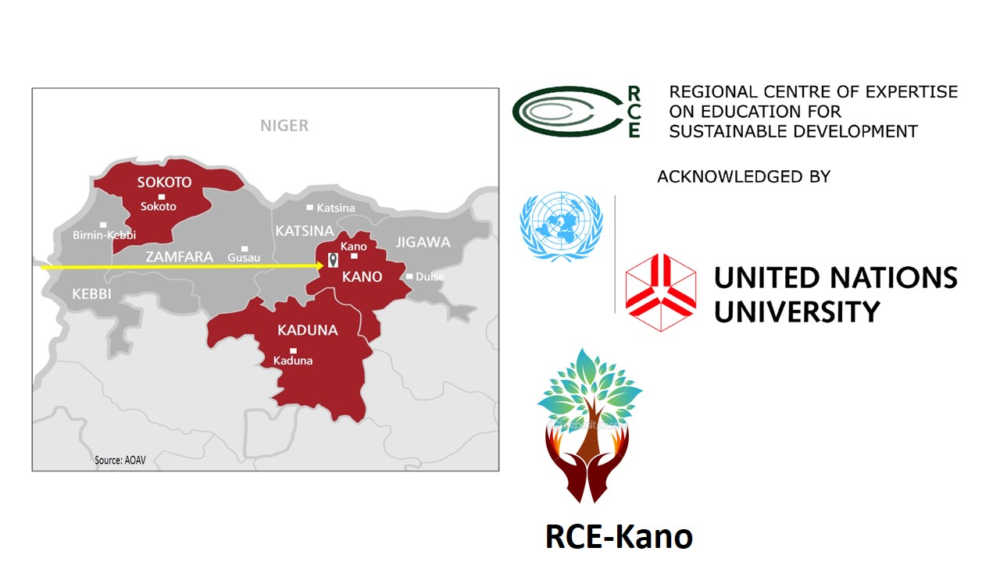 NIGER
SOKOTO
Sokoto
Katsina
Birnin-Kebbi
KATSINA
JIGAWA
Kano
ZAMFARA
Gusau
KANO
Dulse
KEBBI
KADUNA
Kaduna
Source: AOAV
RCE
REGIONAL CENTRE OF EXPERTISE
ON EDUCATION FOR
SUSTAINABLE DEVELOPMENT
ACKNOWLEDGED BY
UNITED NATIONS
UNIVERSITY
RCE-Kano